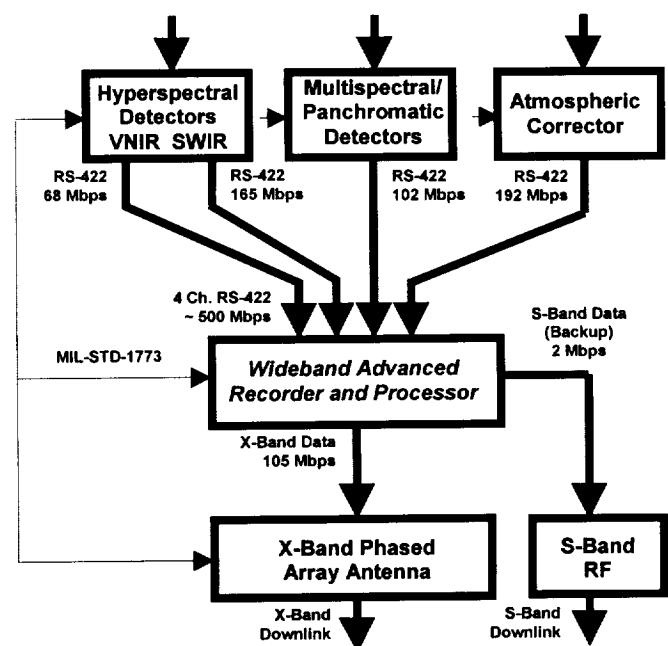 Hyperspectral
Detectors
VNIR SWIR
Multispectral/
Panchromatic
Detectors
Atmospheric
Corrector
RS-422
68 Mbps
RS-422
165 Mbps
RS-422
102 Mbps
RS-422
192 Mbps
4 Ch. RS-422
~ 500 Mbps
S-Band Data
(Backup)
2 Mbps
MIL-STD-1773
Wideband Advanced
Recorder and Processor
X-Band Data
105 Mbps
X-Band Phased
Array Antenna
S-Band
RF
X-Band
Downlink
S-Band
Downlink